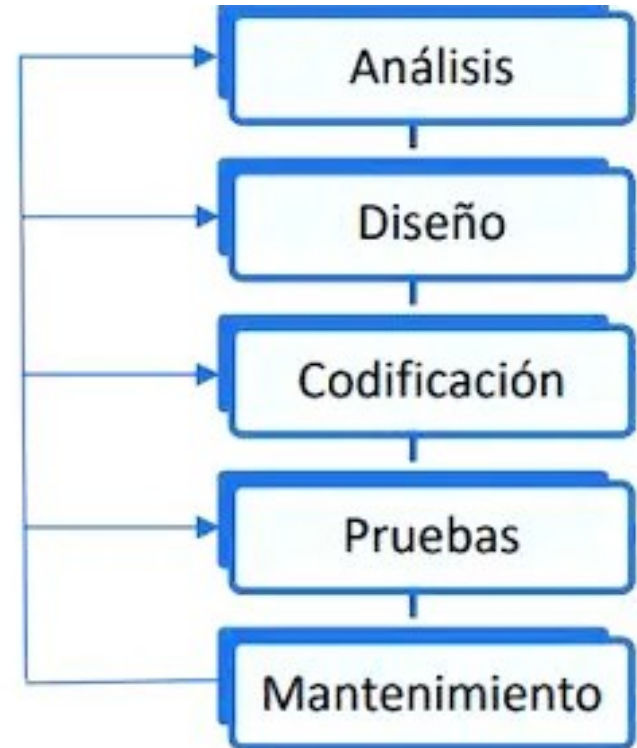 Análisis
Diseño
Codificación
Pruebas
Mantenimiento